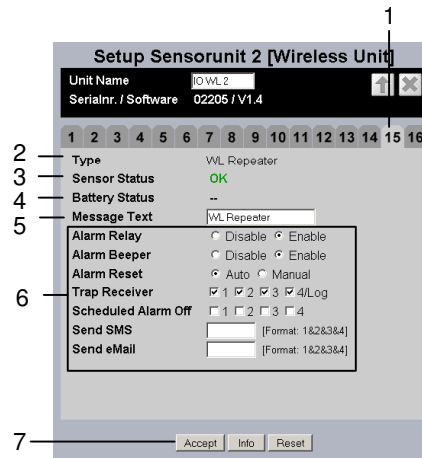 1
Setup Sensorunit 2 [Wireless Unit]
Unit Name IO WL 2
Serialnr. / Software 02205 / V1.4
1 2 3 4 5 6 7 8 9 10 11 12 13 14 15 16
2 Type WL Repeater
3 Sensor Status OK
4 Battery Status --
5 Message Text WL Repeater
Alarm Relay Disable Enable
Alarm Beeper Disable Enable
Alarm Reset Auto Manual
6 Trap Receiver 1 2 3 4/Log
Scheduled Alarm Off 1 2 3 4
Send SMS [Format: 1&2&3&4]
Send eMail [Format: 1&2&3&4]
7 Accept Info Reset